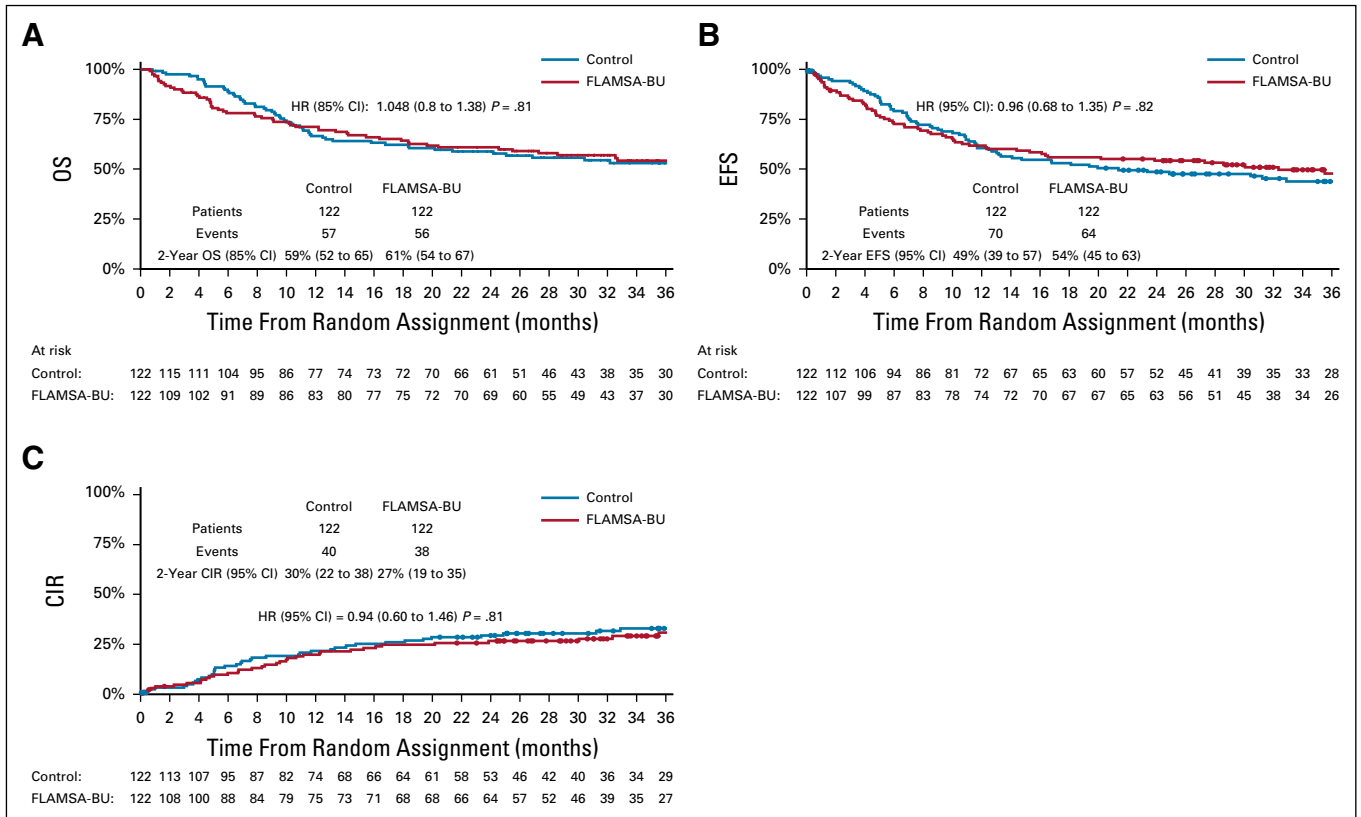 A
Control
FLAMSA-BU
100%
75%
50%
25%
0%
OS
HR (85% CI): 1.048 (0.8 to 1.38) P = .81
Control FLAMSA-BU
Patients 122 122
Events 57 56
2-Year OS (85% CI) 59% (52 to 65) 61% (54 to 67)
0 2 4 6 8 10 12 14 16 18 20 22 24 26 28 30 32 34 36
Time From Random Assignment (months)
At risk
Control: 122 115 111 104 95 86 77 74 73 72 70 66 61 51 46 43 38 35 30
FLAMSA-BU: 122 109 102 91 89 86 83 80 77 75 72 70 69 60 55 49 43 37 30
B
Control
FLAMSA-BU
100%
75%
50%
25%
0%
EFS
HR (95% CI): 0.96 (0.68 to 1.35) P = .82
Control FLAMSA-BU
Patients 122 122
Events 70 64
2-Year EFS (95% CI) 49% (39 to 57) 54% (45 to 63)
0 2 4 6 8 10 12 14 16 18 20 22 24 26 28 30 32 34 36
Time From Random Assignment (months)
At risk
Control: 122 112 106 94 86 81 72 67 65 63 60 57 52 45 41 39 35 33 28
FLAMSA-BU: 122 107 99 87 83 78 74 72 70 67 67 65 63 56 51 45 38 34 26
C
Control
FLAMSA-BU
100%
75%
50%
25%
0%
CIR
Control FLAMSA-BU
Patients 122 122
Events 40 38
2-Year CIR (95% CI) 30% (22 to 38) 27% (19 to 35)
HR (95% CI) = 0.94 (0.60 to 1.46) P = .81
0 2 4 6 8 10 12 14 16 18 20 22 24 26 28 30 32 34 36
Time From Random Assignment (months)
Control: 122 113 107 95 87 82 74 68 66 64 61 58 53 46 42 40 36 34 29
FLAMSA-BU: 122 108 100 88 84 79 75 73 71 68 68 66 64 57 52 46 39 35 27